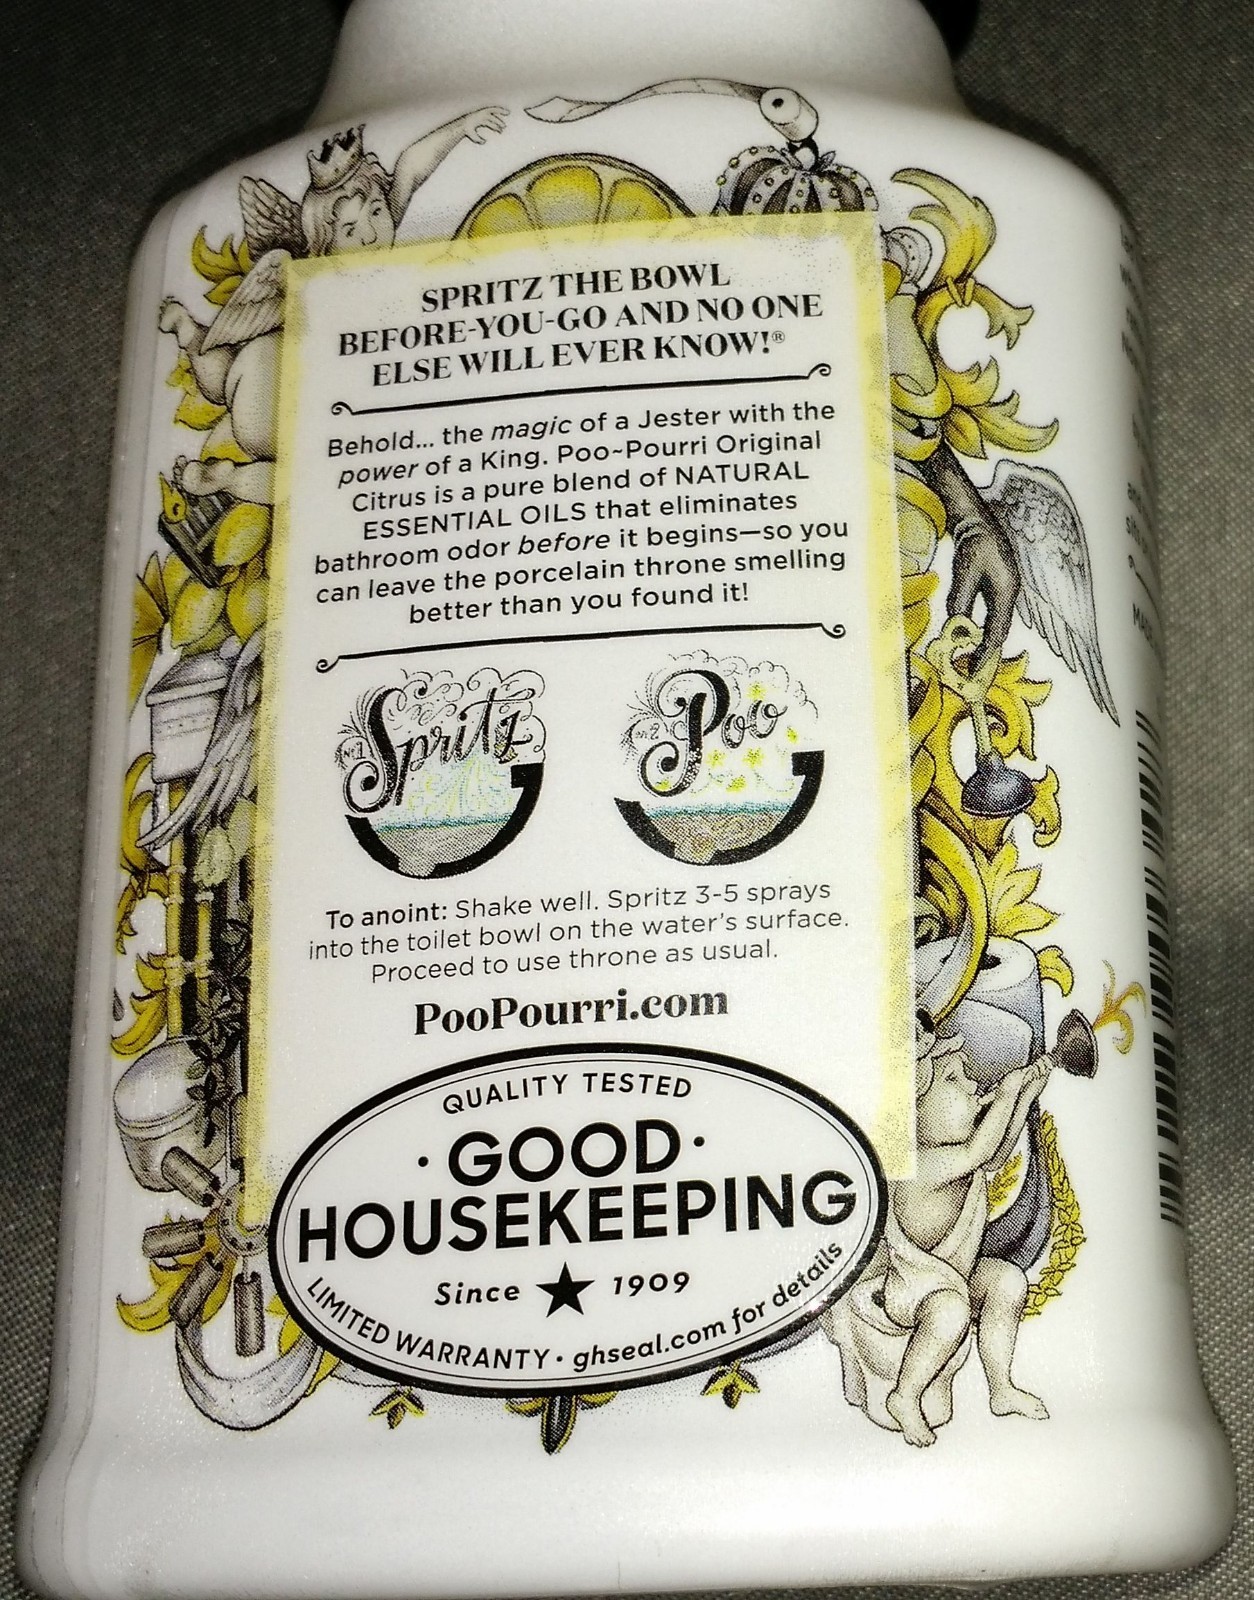 SPRITZ THE BOWL
BEFORE-YOU-GO AND NO ONE
ELSE WILL EVER KNOW!®
Behold... the magic of a Jester with the
power of a King. Poo~Pourri Original
Citrus is a pure blend of NATURAL
ESSENTIAL OILS that eliminates
bathroom odor before it begins—so you
can leave the porcelain throne smelling
better than you found it!
Spritz
Poo
To anoint: Shake well. Spritz 3-5 sprays
into the toilet bowl on the water's surface.
Proceed to use throne as usual.
PooPourri.com
QUALITY TESTED
·GOOD·
HOUSEKEEPING
Since ★ 1909
LIMITED WARRANTY · ghseal.com for details